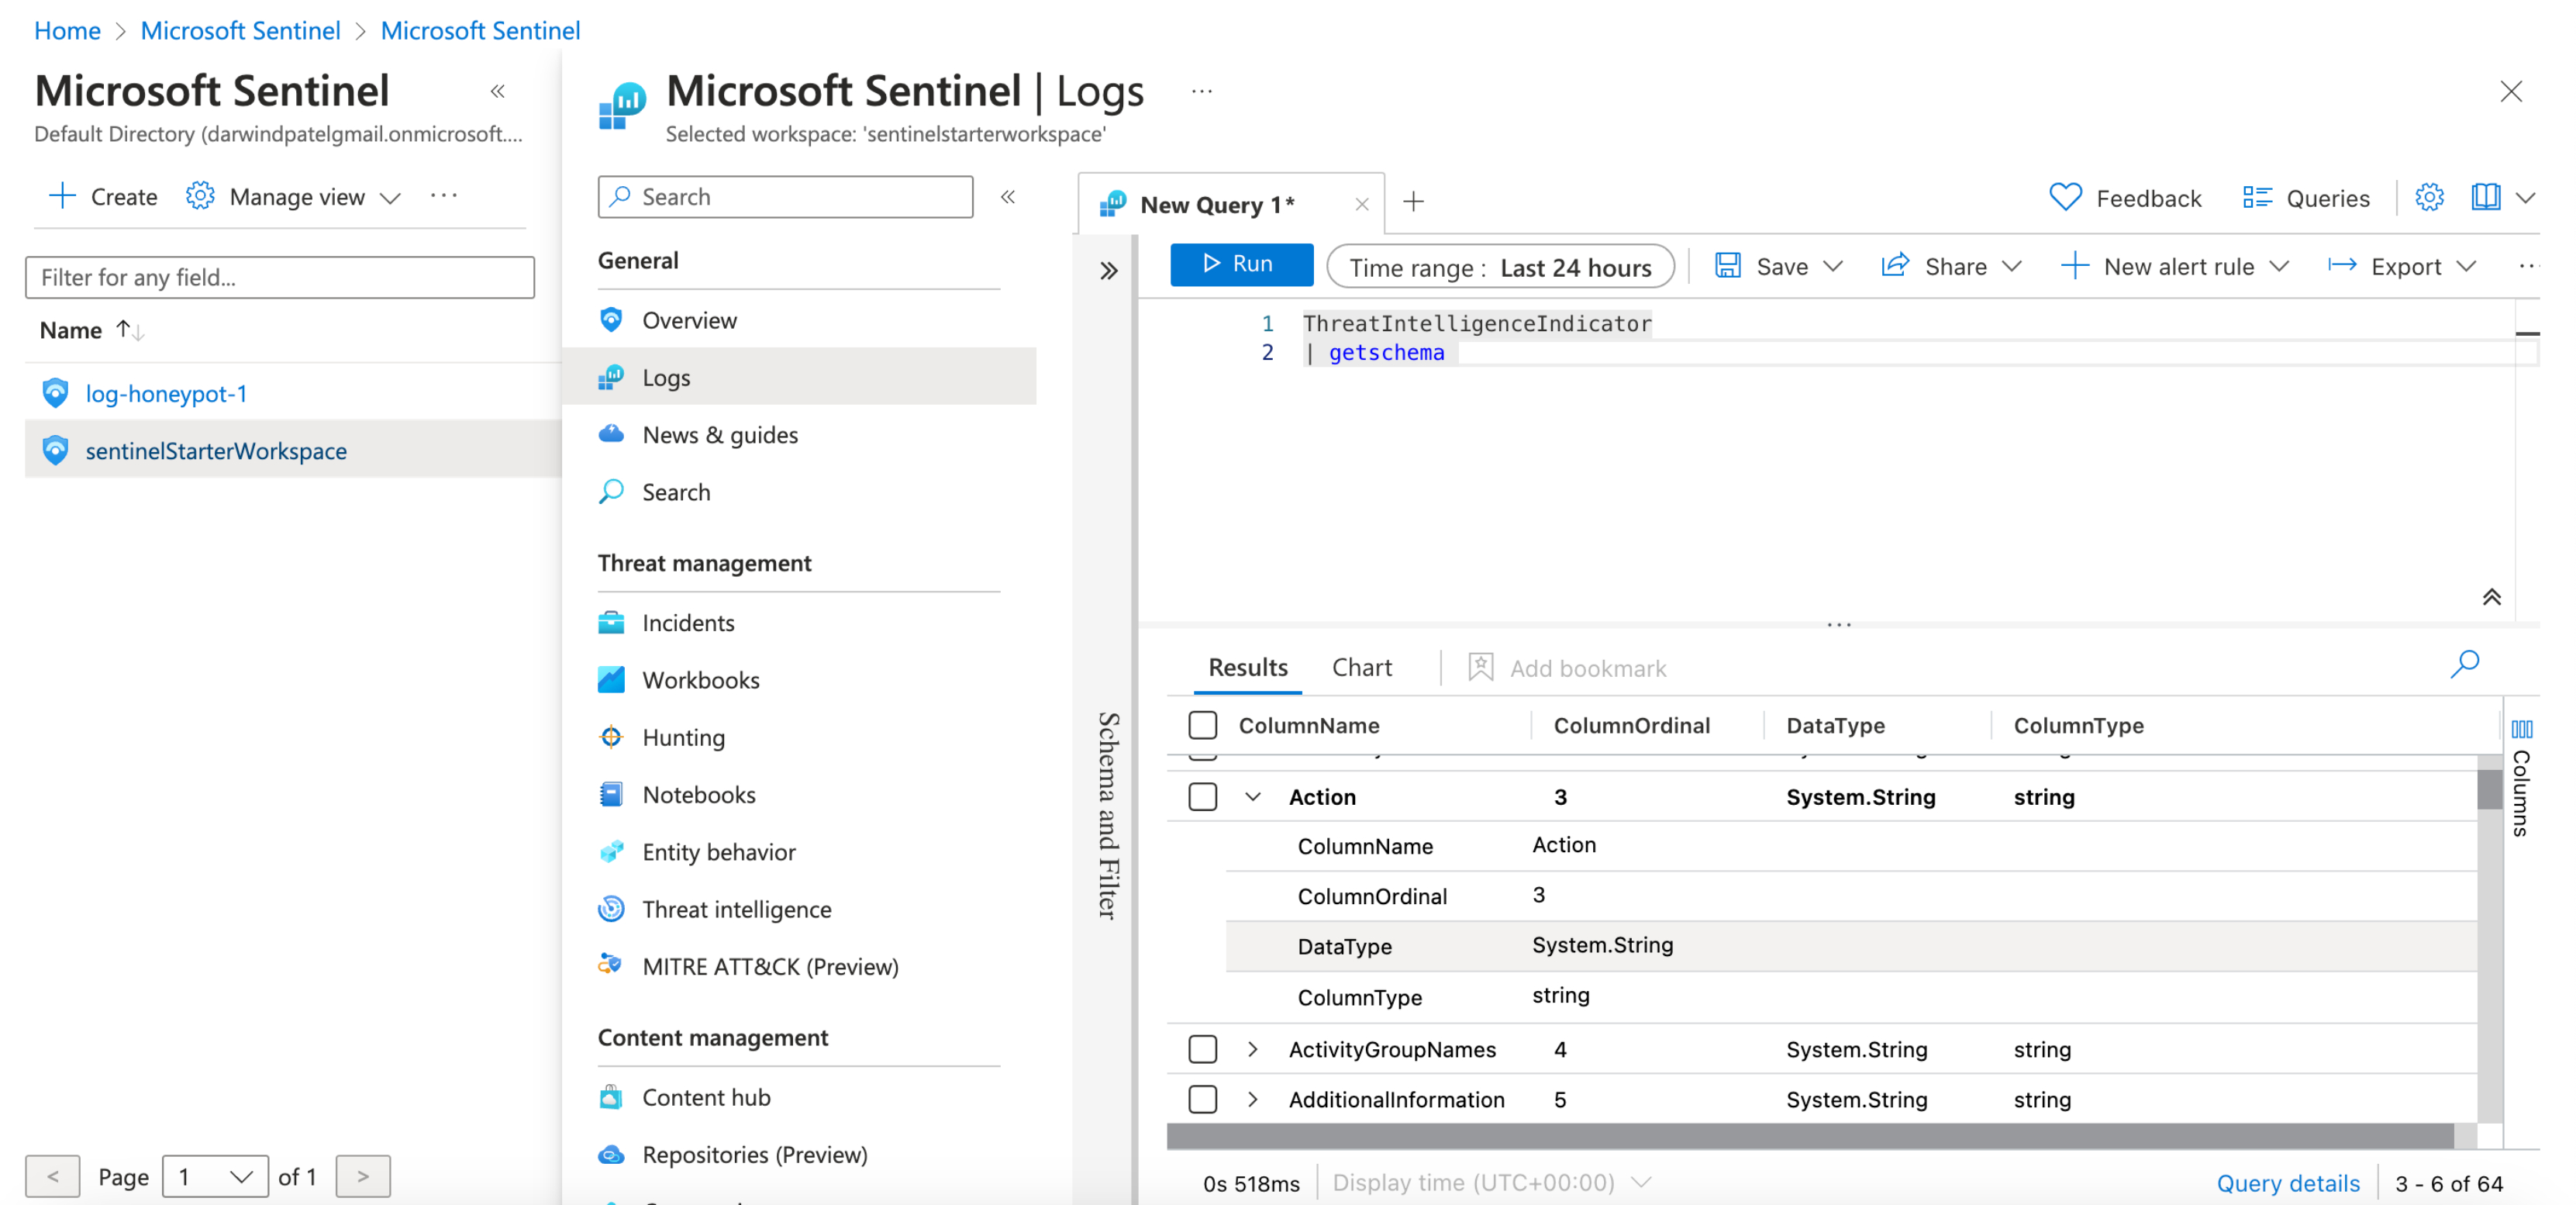 Home > Microsoft Sentinel > Microsoft Sentinel
Microsoft Sentinel «
Default Directory (darwindpatelgmail.onmicrosoft....
+ Create Manage view ...
Filter for any field...
Name ↑↓
log-honeypot-1
sentinelStarterWorkspace
< Page 1 of 1 >
Microsoft Sentinel | Logs ...
Selected workspace: 'sentinelstarterworkspace'
Search «
General
Overview
Logs
News & guides
Search
Threat management
Incidents
Workbooks
Hunting
Notebooks
Entity behavior
Threat intelligence
MITRE ATT&CK (Preview)
Content management
Content hub
Repositories (Preview)
Schema and Filter
New Query 1* × +
Feedback Queries
Run Time range : Last 24 hours Save Share New alert rule Export ...
1 ThreatIntelligenceIndicator
2 | getschema
...
Results Chart Add bookmark
ColumnName ColumnOrdinal DataType ColumnType
Action 3 System.String string
ColumnName Action
ColumnOrdinal 3
DataType System.String
ColumnType string
ActivityGroupNames 4 System.String string
AdditionalInformation 5 System.String string
Columns
0s 518ms Display time (UTC+00:00) Query details 3 - 6 of 64